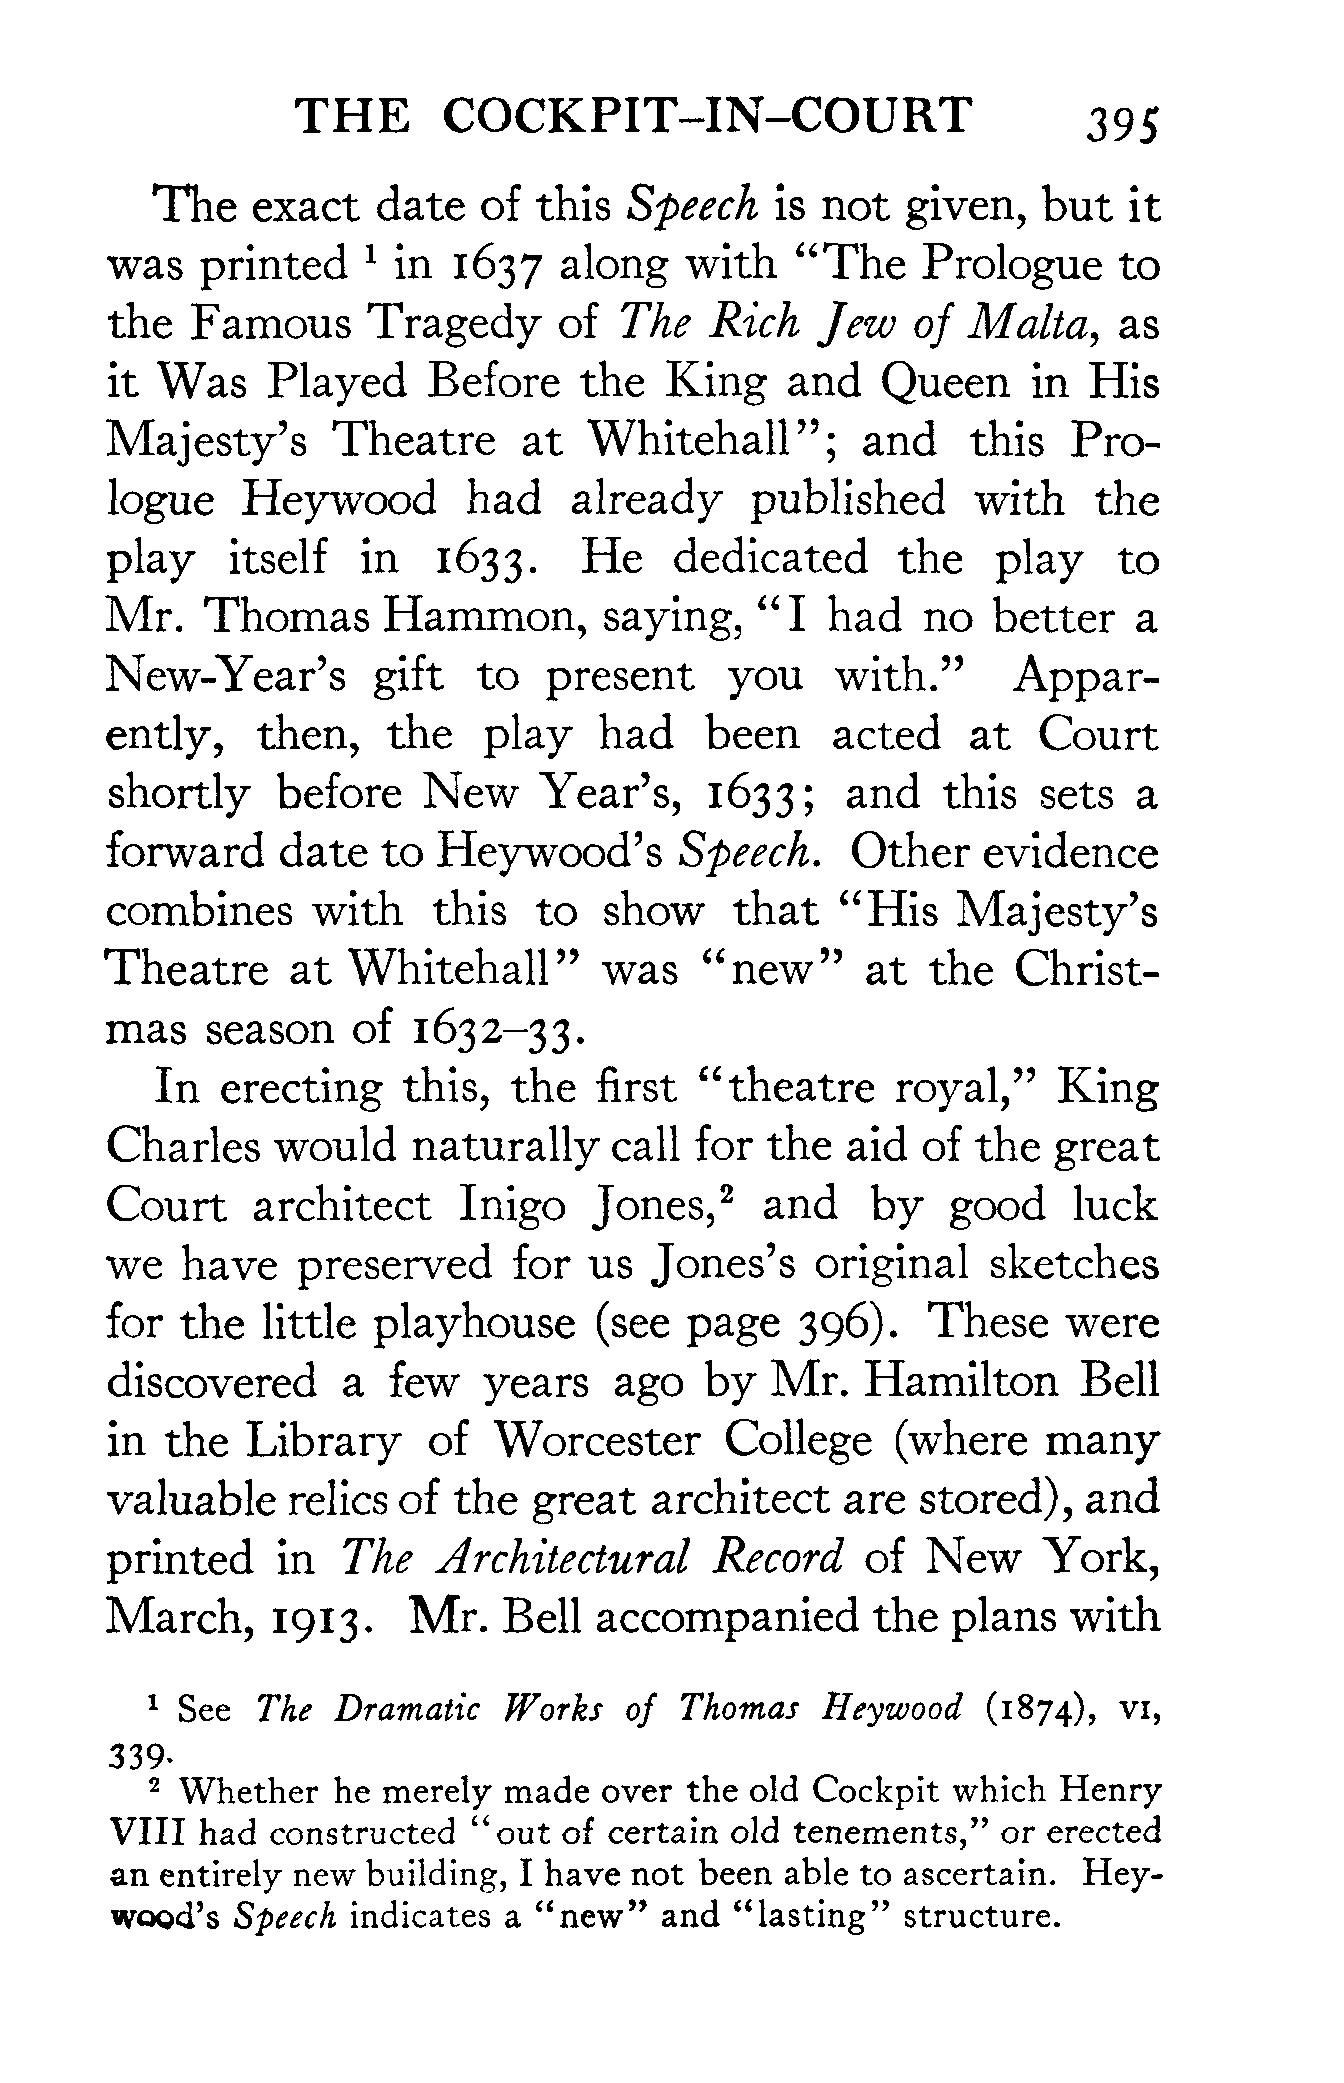 THE COCKPIT-IN-COURT 395
The exact date of this Speech is not given, but it
was printed ¹ in 1637 along with “The Prologue to
the Famous Tragedy of The Rich Jew of Malta, as
it Was Played Before the King and Queen in His
Majesty’s Theatre at Whitehall”; and this Pro-
logue Heywood had already published with the
play itself in 1633. He dedicated the play to
Mr. Thomas Hammon, saying, “I had no better a
New-Year’s gift to present you with.” Appar-
ently, then, the play had been acted at Court
shortly before New Year’s, 1633; and this sets a
forward date to Heywood’s Speech. Other evidence
combines with this to show that “His Majesty’s
Theatre at Whitehall” was “new” at the Christ-
mas season of 1632–33.
In erecting this, the first “theatre royal,” King
Charles would naturally call for the aid of the great
Court architect Inigo Jones,² and by good luck
we have preserved for us Jones’s original sketches
for the little playhouse (see page 396). These were
discovered a few years ago by Mr. Hamilton Bell
in the Library of Worcester College (where many
valuable relics of the great architect are stored), and
printed in The Architectural Record of New York,
March, 1913. Mr. Bell accompanied the plans with
¹ See The Dramatic Works of Thomas Heywood (1874), VI,
339.
² Whether he merely made over the old Cockpit which Henry
VIII had constructed “out of certain old tenements,” or erected
an entirely new building, I have not been able to ascertain. Hey-
wood’s Speech indicates a “new” and “lasting” structure.